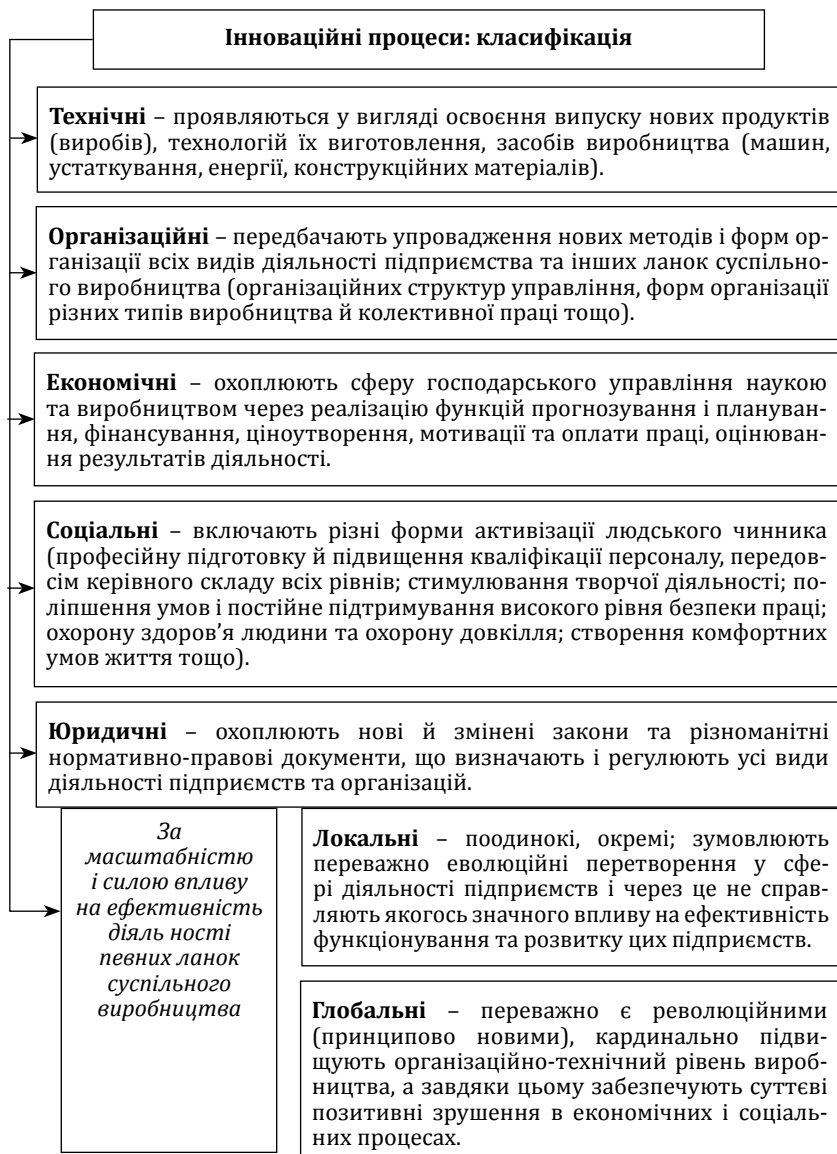 Інноваційні процеси: класифікація
Технічні – проявляються у вигляді освоєння випуску нових продуктів
(виробів), технологій їх виготовлення, засобів виробництва (машин,
устаткування, енергії, конструкційних матеріалів).
Організаційні – передбачають упровадження нових методів і форм ор-
ганізації всіх видів діяльності підприємства та інших ланок суспільно-
го виробництва (організаційних структур управління, форм організації
різних типів виробництва й колективної праці тощо).
Економічні – охоплюють сферу господарського управління наукою
та виробництвом через реалізацію функцій прогнозування і плануван-
ня, фінансування, ціноутворення, мотивації та оплати праці, оцінюван-
ня результатів діяльності.
Соціальні – включають різні форми активізації людського чинника
(професійну підготовку й підвищення кваліфікації персоналу, передов-
сім керівного складу всіх рівнів; стимулювання творчої діяльності; по-
ліпшення умов і постійне підтримування високого рівня безпеки праці;
охорону здоров'я людини та охорону довкілля; створення комфортних
умов життя тощо).
Юридичні – охоплюють нові й змінені закони та різноманітні
нормативно-правові документи, що визначають і регулюють усі види
діяльності підприємств та організацій.
За
масштабністю
і силою впливу
на ефективність
діяль ності
певних ланок
суспільного
виробництва
Локальні – поодинокі, окремі; зумовлюють
переважно еволюційні перетворення у сфе-
рі діяльності підприємств і через це не справ-
ляють якогось значного впливу на ефективність
функціонування та розвитку цих підприємств.
Глобальні – переважно є революційними
(принципово новими), кардинально підви-
щують організаційно-технічний рівень вироб-
ництва, а завдяки цьому забезпечують суттєві
позитивні зрушення в економічних і соціаль-
них процесах.